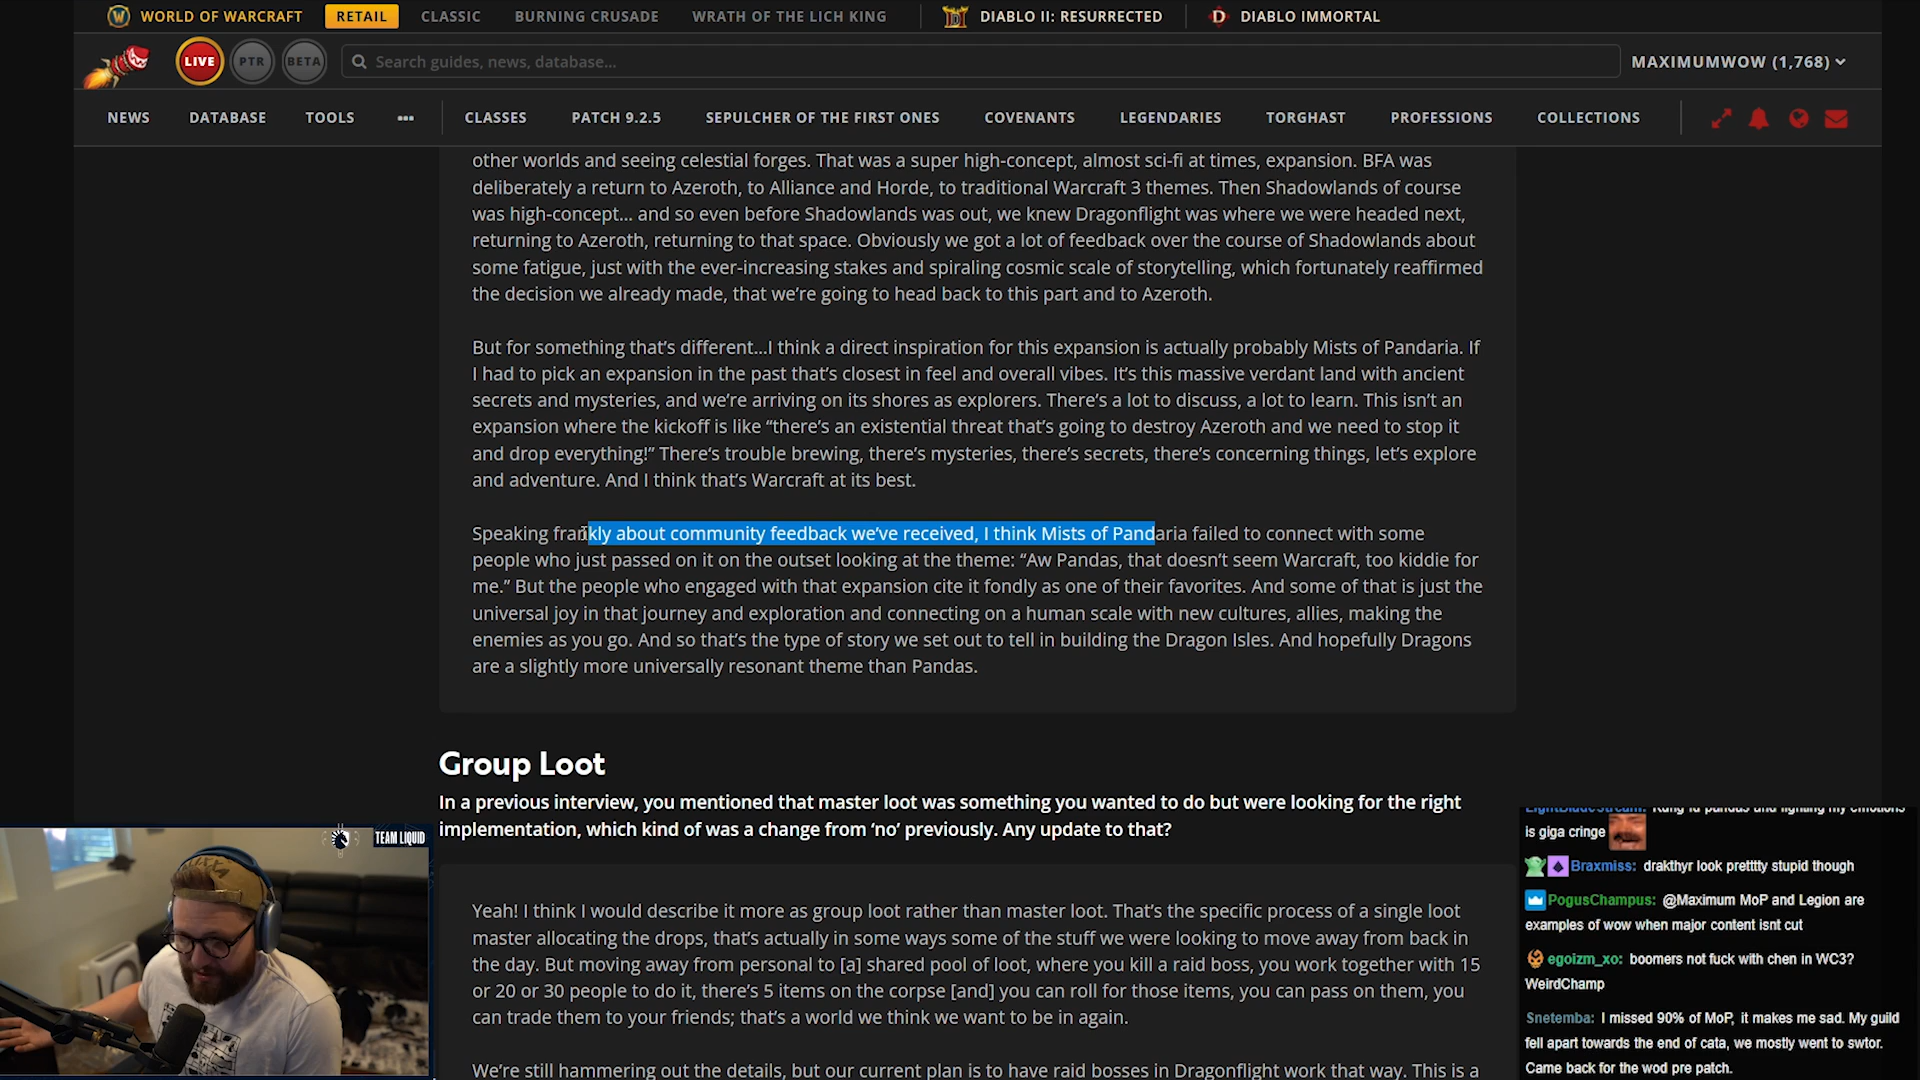 WORLD OF WARCRAFT RETAIL CLASSIC BURNING CRUSADE WRATH OF THE LICH KING DIABLO II: RESURRECTED DIABLO IMMORTAL
LIVE PTR BETA Search guides, news, database... MAXIMUMWOW (1,768)
NEWS DATABASE TOOLS ••• CLASSES PATCH 9.2.5 SEPULCHER OF THE FIRST ONES COVENANTS LEGENDARIES TORGHAST PROFESSIONS COLLECTIONS
other worlds and seeing celestial forges. That was a super high-concept, almost sci-fi at times, expansion. BFA was
deliberately a return to Azeroth, to Alliance and Horde, to traditional Warcraft 3 themes. Then Shadowlands of course
was high-concept... and so even before Shadowlands was out, we knew Dragonflight was where we were headed next,
returning to Azeroth, returning to that space. Obviously we got a lot of feedback over the course of Shadowlands about
some fatigue, just with the ever-increasing stakes and spiraling cosmic scale of storytelling, which fortunately reaffirmed
the decision we already made, that we’re going to head back to this part and to Azeroth.
But for something that’s different...I think a direct inspiration for this expansion is actually probably Mists of Pandaria. If
I had to pick an expansion in the past that’s closest in feel and overall vibes. It’s this massive verdant land with ancient
secrets and mysteries, and we’re arriving on its shores as explorers. There’s a lot to discuss, a lot to learn. This isn’t an
expansion where the kickoff is like “there’s an existential threat that’s going to destroy Azeroth and we need to stop it
and drop everything!” There’s trouble brewing, there’s mysteries, there’s secrets, there’s concerning things, let’s explore
and adventure. And I think that’s Warcraft at its best.
Speaking frankly about community feedback we’ve received, I think Mists of Pandaria failed to connect with some
people who just passed on it on the outset looking at the theme: “Aw Pandas, that doesn’t seem Warcraft, too kiddie for
me.” But the people who engaged with that expansion cite it fondly as one of their favorites. And some of that is just the
universal joy in that journey and exploration and connecting on a human scale with new cultures, allies, making the
enemies as you go. And so that’s the type of story we set out to tell in building the Dragon Isles. And hopefully Dragons
are a slightly more universally resonant theme than Pandas.
Group Loot
In a previous interview, you mentioned that master loot was something you wanted to do but were looking for the right
implementation, which kind of was a change from ‘no’ previously. Any update to that?
Yeah! I think I would describe it more as group loot rather than master loot. That’s the specific process of a single loot
master allocating the drops, that’s actually in some ways some of the stuff we were looking to move away from back in
the day. But moving away from personal to [a] shared pool of loot, where you kill a raid boss, you work together with 15
or 20 or 30 people to do it, there’s 5 items on the corpse [and] you can roll for those items, you can pass on them, you
can trade them to your friends; that’s a world we think we want to be in again.
We’re still hammering out the details, but our current plan is to have raid bosses in Dragonflight work that way. This is a
TEAM LIQUID
LightBladeStream: Kung fu pandas and fighting my emotions
is giga cringe
Braxmiss: drakthyr look prettttty stupid though
PogusChampus: @Maximum MoP and Legion are
examples of wow when major content isnt cut
egoizm_xo: boomers not fuck with chen in WC3?
WeirdChamp
Snetemba: I missed 90% of MoP, it makes me sad. My guild
fell apart towards the end of cata, we mostly went to swtor.
Came back for the wod pre patch.